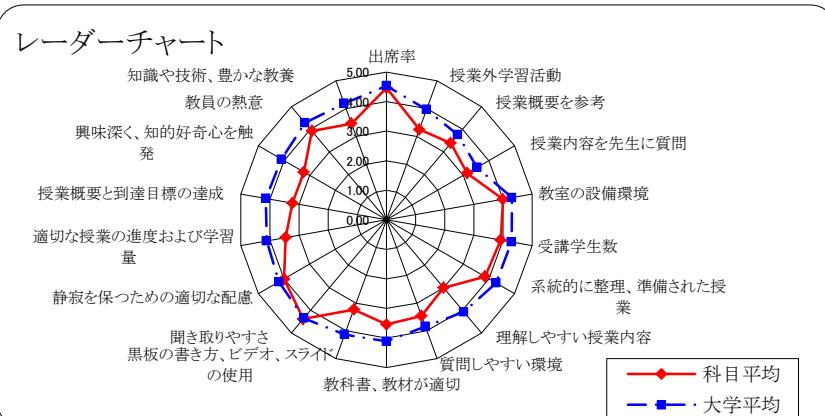 レーダーチャート
出席率
授業外学習活動
授業概要を参考
授業内容を先生に質問
教室の設備環境
受講学生数
系統的に整理、準備された授
業
理解しやすい授業内容
質問しやすい環境
教科書、教材が適切
黒板の書き方、ビデオ、スライド
の使用
聞き取りやすさ
静寂を保つための適切な配慮
適切な授業の進度および学習
量
授業概要と到達目標の達成
興味深く、知的好奇心を触
発
教員の熱意
知識や技術、豊かな教養
5.00
4.00
3.00
2.00
1.00
0.00
科目平均
大学平均